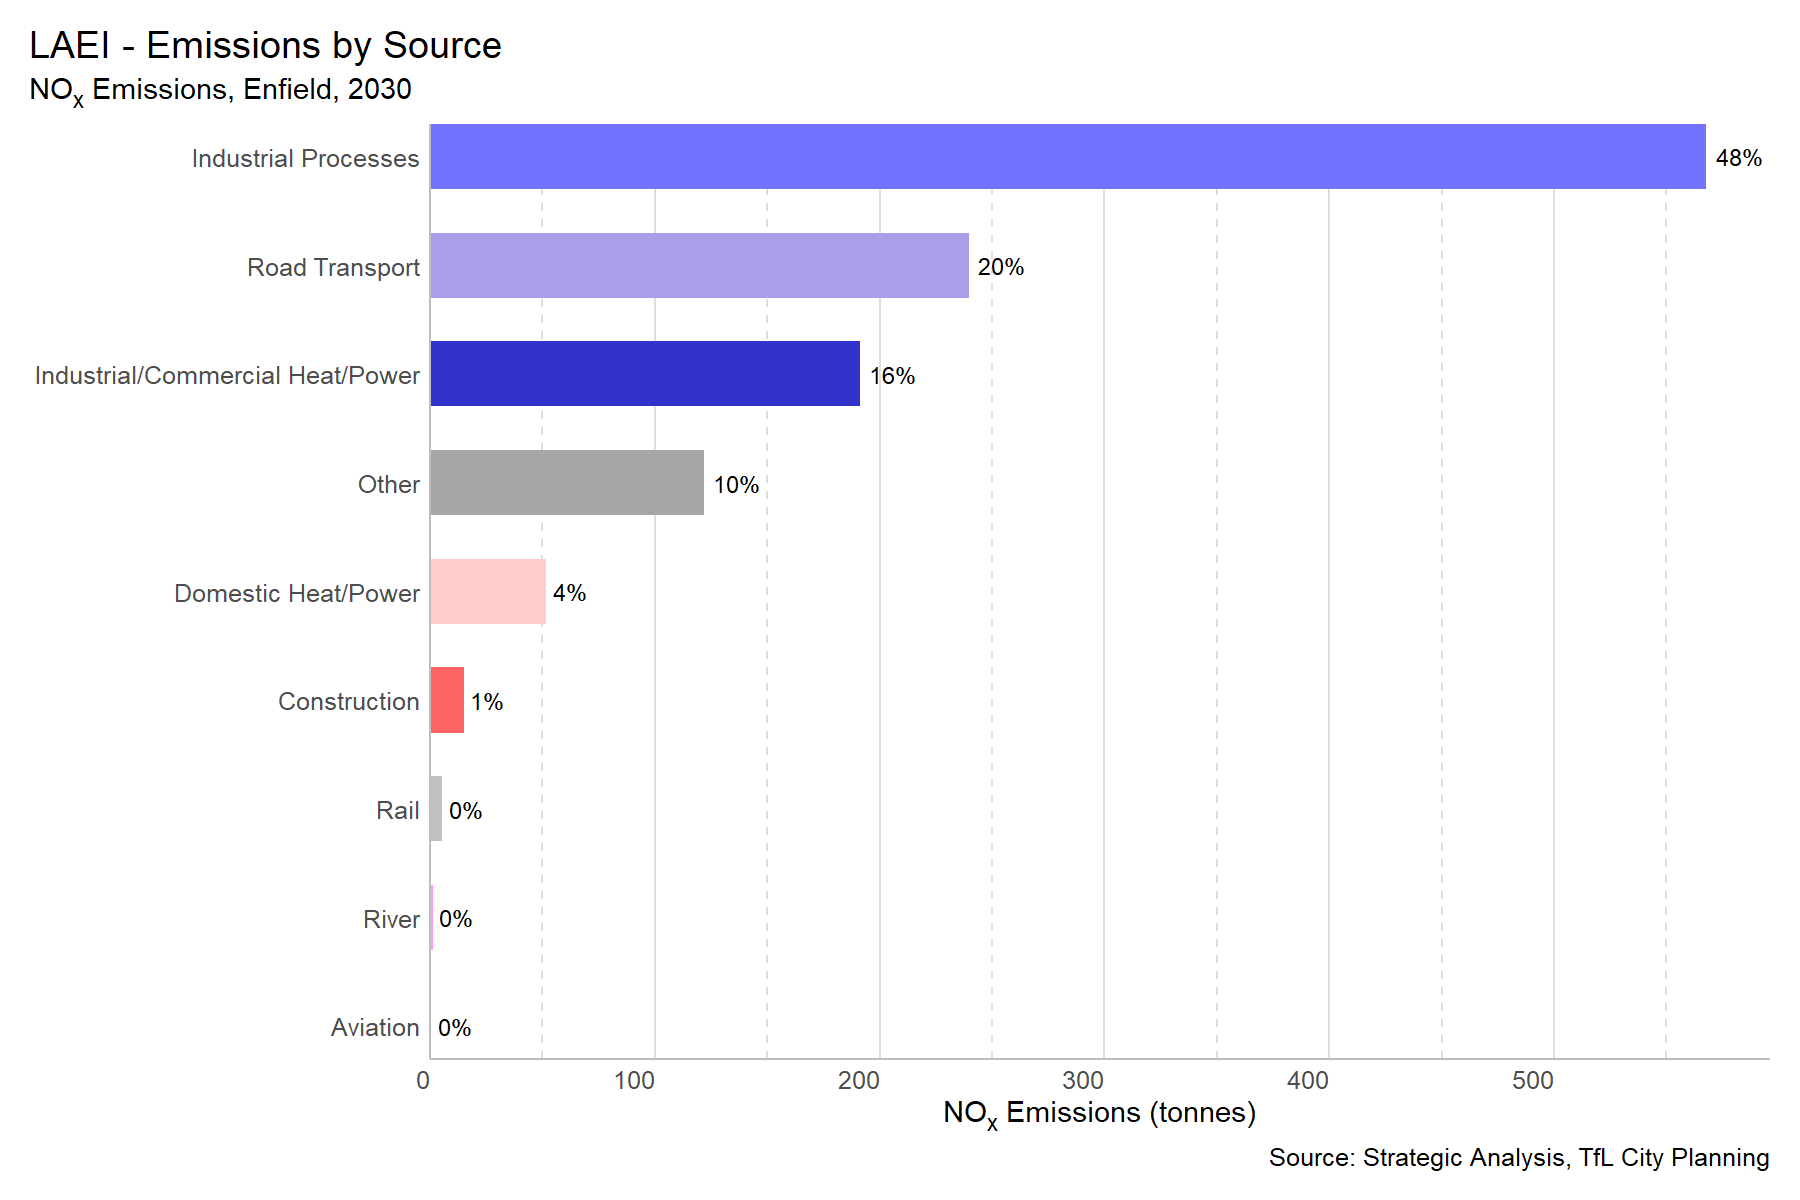 LAEI - Emissions by Source
NOx Emissions, Enfield, 2030
Industrial Processes 48%
Road Transport 20%
Industrial/Commercial Heat/Power 16%
Other 10%
Domestic Heat/Power 4%
Construction 1%
Rail 0%
River 0%
Aviation 0%
0 100 200 300 400 500
NOx Emissions (tonnes)
Source: Strategic Analysis, TfL City Planning